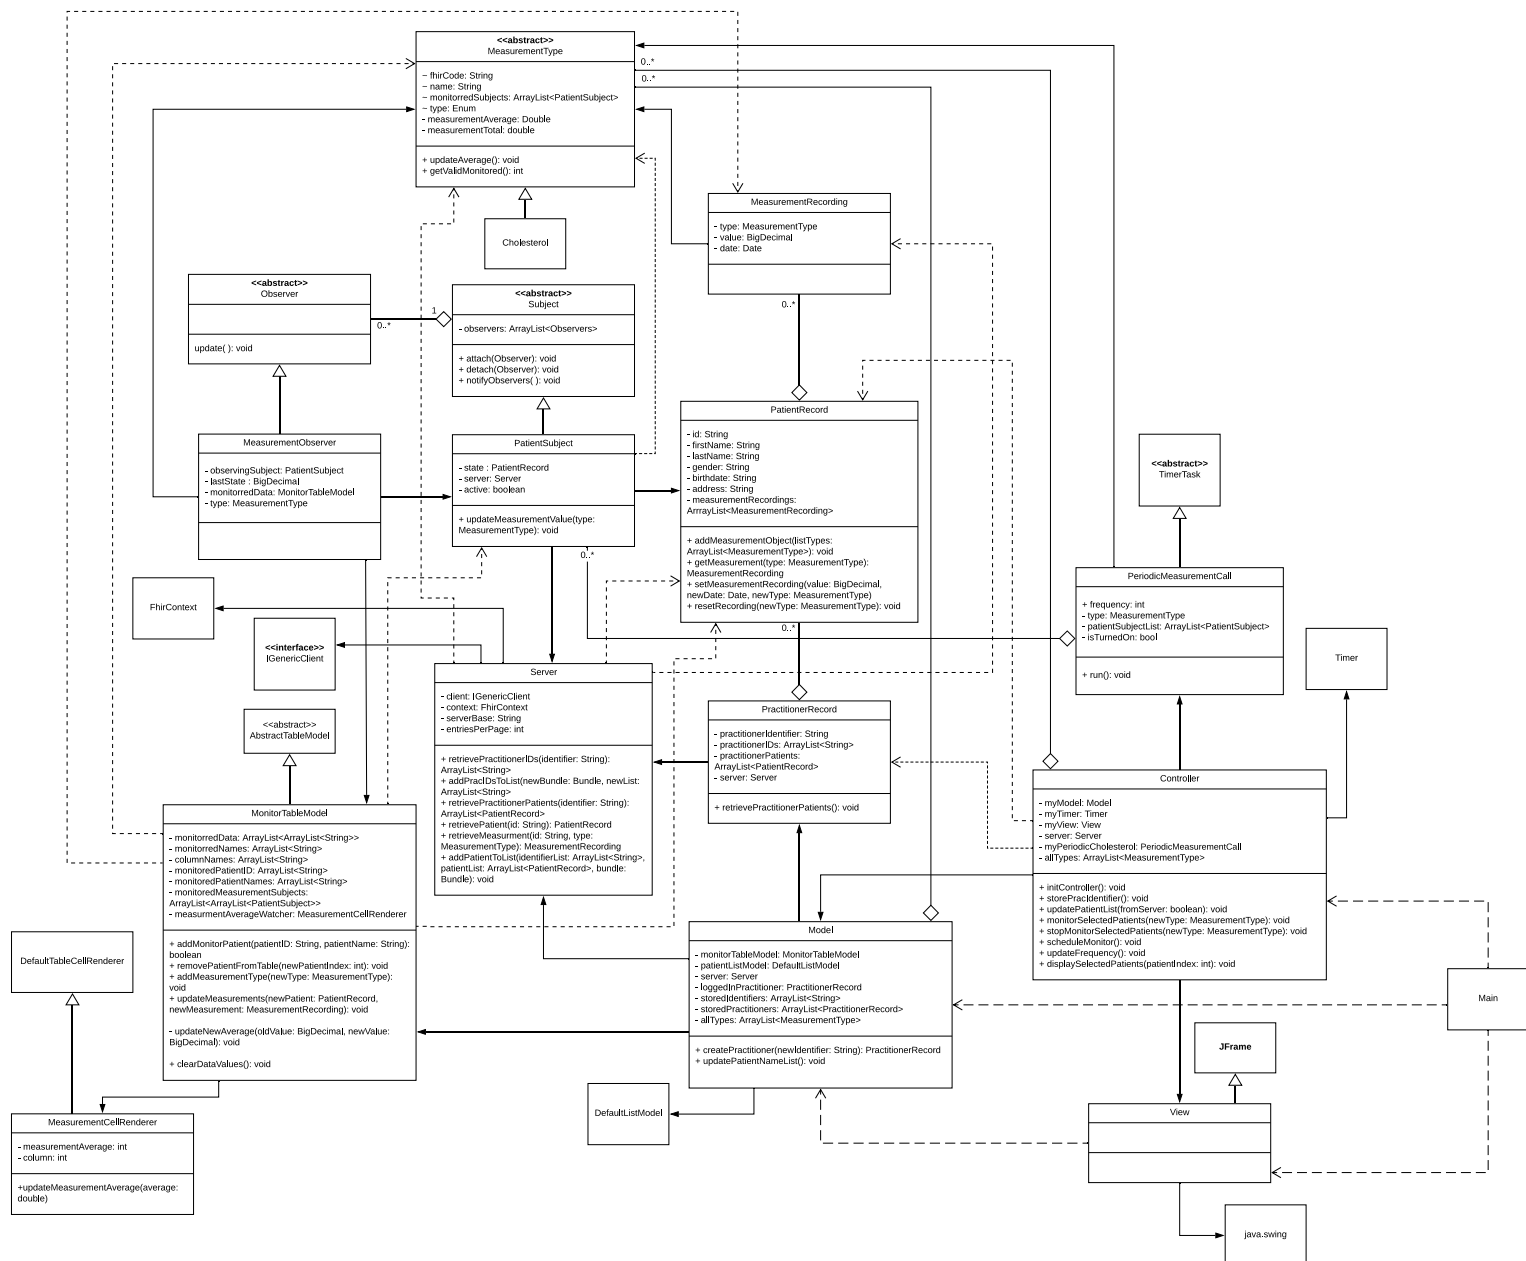 <<abstract>>
MeasurementType
~ fhirCode: String
~ name: String
~ monitorredSubjects: ArrayList<PatientSubject>
~ type: Enum
- measurementAverage: Double
- measurementTotal: double
+ updateAverage(): void
+ getValidMonitored(): int
0..*
0..*
Cholesterol
MeasurementRecording
- type: MeasurementType
- value: BigDecimal
- date: Date
0..*
<<abstract>>
Observer
update( ): void
0..*
1
<<abstract>>
Subject
- observers: ArrayList<Observers>
+ attach(Observer): void
+ detach(Observer): void
+ notifyObservers( ): void
MeasurementObserver
- observingSubject: PatientSubject
- lastState : BigDecimal
- monitorredData: MonitorTableModel
- type: MeasurementType
PatientSubject
- state : PatientRecord
- server: Server
- active: boolean
+ updateMeasurementValue(type:
MeasurementType): void
0..*
PatientRecord
- id: String
- firstName: String
- lastName: String
- gender: String
- birthdate: String
- address: String
- measurementRecordings:
ArrayList<MeasurementRecording>
+ addMeasurementObject(listTypes:
ArrayList<MeasurementType>): void
+ getMeasurement(type: MeasurementType):
MeasurementRecording
+ setMeasurementRecording(value: BigDecimal,
newDate: Date, newType: MeasurementType)
+ resetRecording(newType: MeasurementType): void
0..*
<<abstract>>
TimerTask
PeriodicMeasurementCall
+ frequency: int
- type: MeasurementType
- patientSubjectList: ArrayList<PatientSubject>
- isTurnedOn: bool
+ run(): void
Timer
FhirContext
<<interface>>
IGenericClient
<<abstract>>
AbstractTableModel
Server
- client: IGenericClient
- context: FhirContext
- serverBase: String
- entriesPerPage: int
+ retrievePractitionerIDs(identifier: String):
ArrayList<String>
+ addPracIDsToList(newBundle: Bundle, newList:
ArrayList<String>
+ retrievePractitionerPatients(identifier: String):
ArrayList<PatientRecord>
+ retrievePatient(id: String): PatientRecord
+ retrieveMeasurment(id: String, type:
MeasurementType): MeasurementRecording
+ addPatientToList(identifierList: ArrayList<String>,
patientList: ArrayList<PatientRecord>, bundle:
Bundle): void
PractitionerRecord
- practitionerIdentifier: String
- practitionerIDs: ArrayList<String>
- practitionerPatients:
ArrayList<PatientRecord>
- server: Server
+ retrievePractitionerPatients(): void
Controller
- myModel: Model
- myTimer: Timer
- myView: View
- server: Server
- myPeriodicCholesterol: PeriodicMeasurementCall
- allTypes: ArrayList<MeasurementType>
+ initController(): void
+ storePracIdentifier(): void
+ updatePatientList(fromServer: boolean): void
+ monitorSelectedPatients(newType: MeasurementType): void
+ stopMonitorSelectedPatients(newType: MeasurementType): void
+ scheduleMonitor(): void
+ updateFrequency(): void
+ displaySelectedPatients(patientIndex: int): void
MonitorTableModel
- monitorredData: ArrayList<ArrayList<String>>
- monitorredNames: ArrayList<String>
- columnNames: ArrayList<String>
- monitoredPatientID: ArrayList<String>
- monitoredPatientNames: ArrayList<String>
- monitoredMeasurementSubjects:
ArrayList<ArrayList<PatientSubject>>
- measurmentAverageWatcher: MeasurementCellRenderer
+ addMonitorPatient(patientID: String, patientName: String):
boolean
+ removePatientFromTable(newPatientIndex: int): void
+ addMeasurementType(newType: MeasurementType):
void
+ updateMeasurements(newPatient: PatientRecord,
newMeasurement: MeasurementRecording): void
- updateNewAverage(oldValue: BigDecimal, newValue:
BigDecimal): void
+ clearDataValues(): void
DefaultTableCellRenderer
Model
- monitorTableModel: MonitorTableModel
- patientListModel: DefaultListModel
- server: Server
- loggedInPractitioner: PractitionerRecord
- storedIdentifiers: ArrayList<String>
- storedPractitioners: ArrayList<PractitionerRecord>
- allTypes: ArrayList<MeasurementType>
+ createPractitioner(newIdentifier: String): PractitionerRecord
+ updatePatientNameList(): void
Main
JFrame
DefaultListModel
View
MeasurementCellRenderer
- measurementAverage: int
- column: int
+updateMeasurementAverage(average:
double)
java.swing